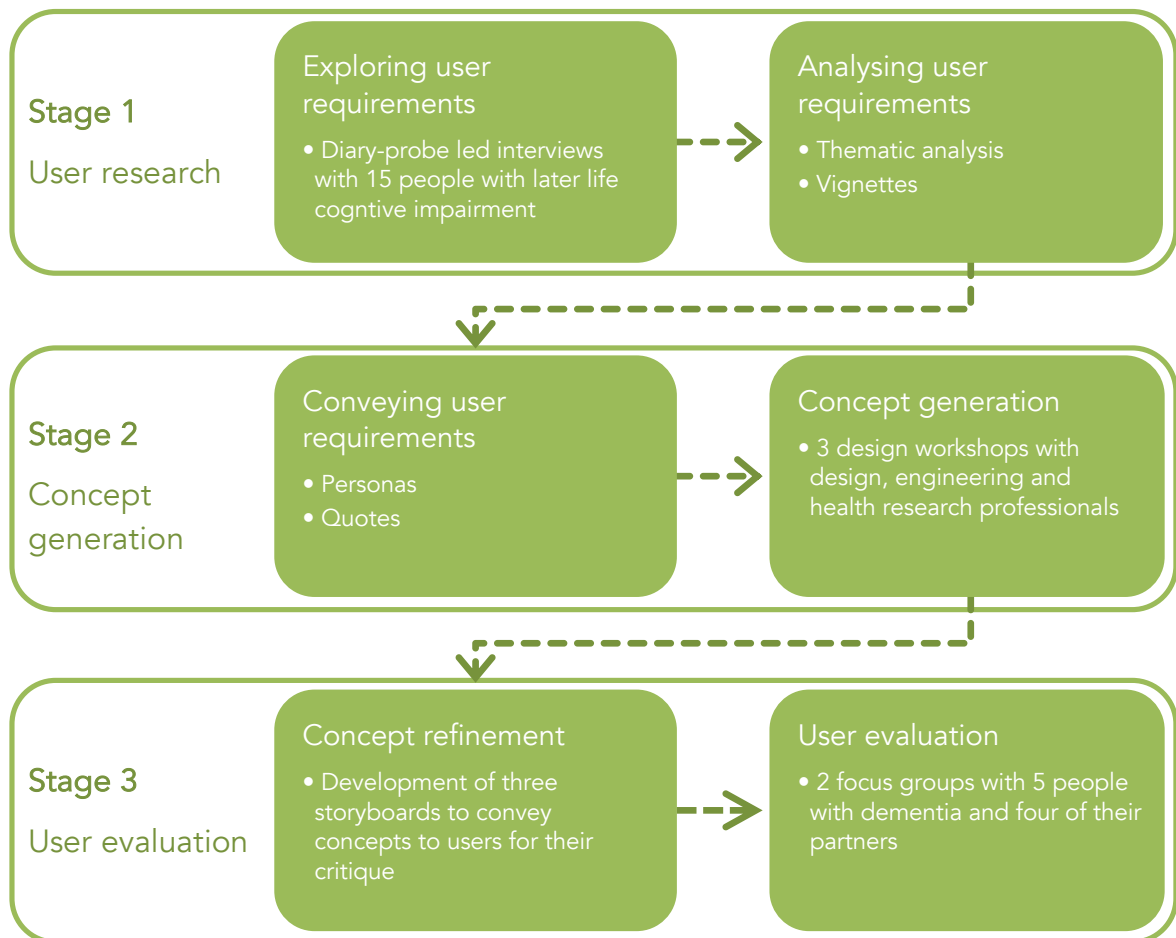 Stage 1
User research
Exploring user
requirements
• Diary-probe led interviews
with 15 people with later life
cogntive impairment
Analysing user
requirements
• Thematic analysis
• Vignettes
Stage 2
Concept
generation
Conveying user
requirements
• Personas
• Quotes
Concept generation
• 3 design workshops with
design, engineering and
health research professionals
Stage 3
User evaluation
Concept refinement
• Development of three
storyboards to convey
concepts to users for their
critique
User evaluation
• 2 focus groups with 5 people
with dementia and four of their
partners